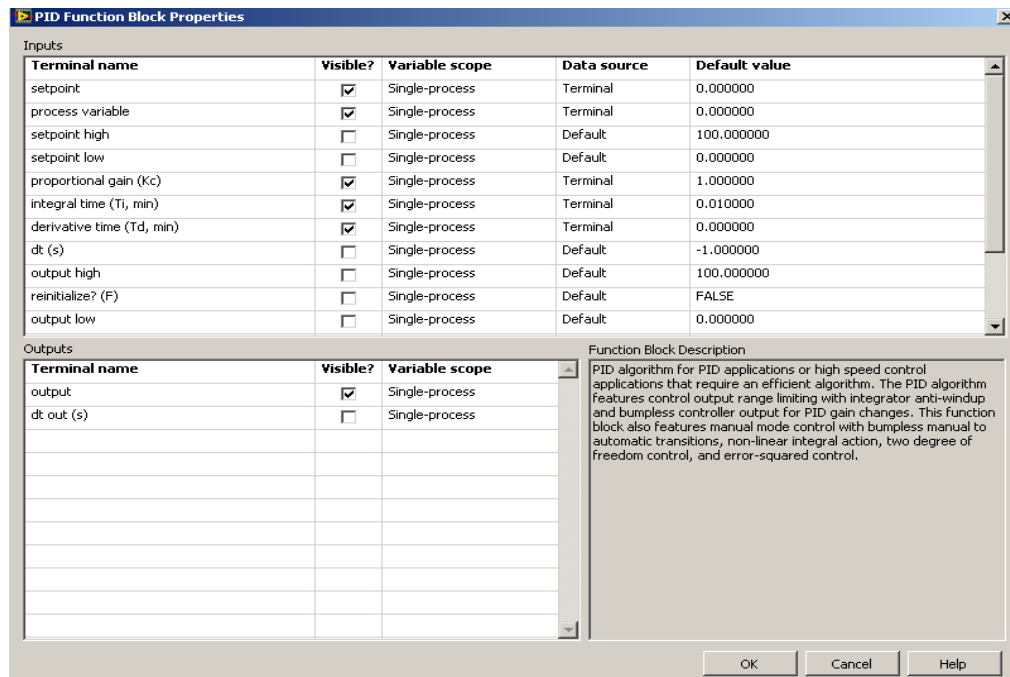 PID Function Block Properties
Inputs
Terminal name Visible? Variable scope Data source Default value
setpoint Single-process Terminal 0.000000
process variable Single-process Terminal 0.000000
setpoint high Single-process Default 100.000000
setpoint low Single-process Default 0.000000
proportional gain (Kc) Single-process Terminal 1.000000
integral time (Ti, min) Single-process Terminal 0.010000
derivative time (Td, min) Single-process Terminal 0.000000
dt (s) Single-process Default -1.000000
output high Single-process Default 100.000000
reinitialize? (F) Single-process Default FALSE
output low Single-process Default 0.000000
Outputs
Terminal name Visible? Variable scope
output Single-process
dt out (s) Single-process
Function Block Description
PID algorithm for PID applications or high speed control
applications that require an efficient algorithm. The PID algorithm
features control output range limiting with integrator anti-windup
and bumpless controller output for PID gain changes. This function
block also features manual mode control with bumpless manual to
automatic transitions, non-linear integral action, two degree of
freedom control, and error-squared control.
OK Cancel Help